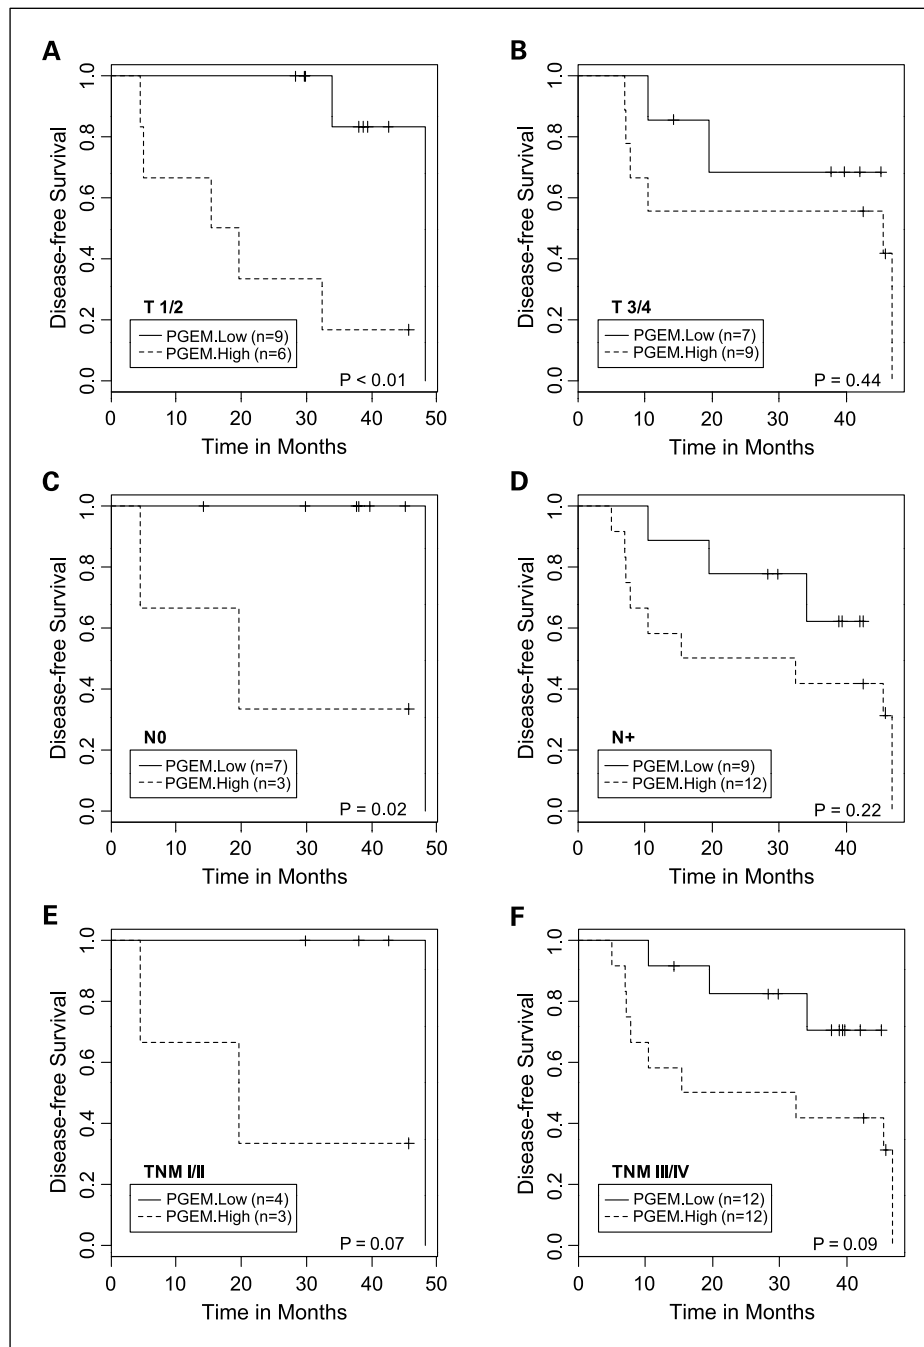 A
Disease-free Survival
1.0
0.8
0.6
0.4
0.2
0.0
T 1/2
PGEM.Low (n=9)
PGEM.High (n=6)
P < 0.01
0 10 20 30 40 50
Time in Months
B
Disease-free Survival
1.0
0.8
0.6
0.4
0.2
0.0
T 3/4
PGEM.Low (n=7)
PGEM.High (n=9)
P = 0.44
0 10 20 30 40
Time in Months
C
Disease-free Survival
1.0
0.8
0.6
0.4
0.2
0.0
N0
PGEM.Low (n=7)
PGEM.High (n=3)
P = 0.02
0 10 20 30 40 50
Time in Months
D
Disease-free Survival
1.0
0.8
0.6
0.4
0.2
0.0
N+
PGEM.Low (n=9)
PGEM.High (n=12)
P = 0.22
0 10 20 30 40
Time in Months
E
Disease-free Survival
1.0
0.8
0.6
0.4
0.2
0.0
TNM I/II
PGEM.Low (n=4)
PGEM.High (n=3)
P = 0.07
0 10 20 30 40 50
Time in Months
F
Disease-free Survival
1.0
0.8
0.6
0.4
0.2
0.0
TNM III/IV
PGEM.Low (n=12)
PGEM.High (n=12)
P = 0.09
0 10 20 30 40
Time in Months